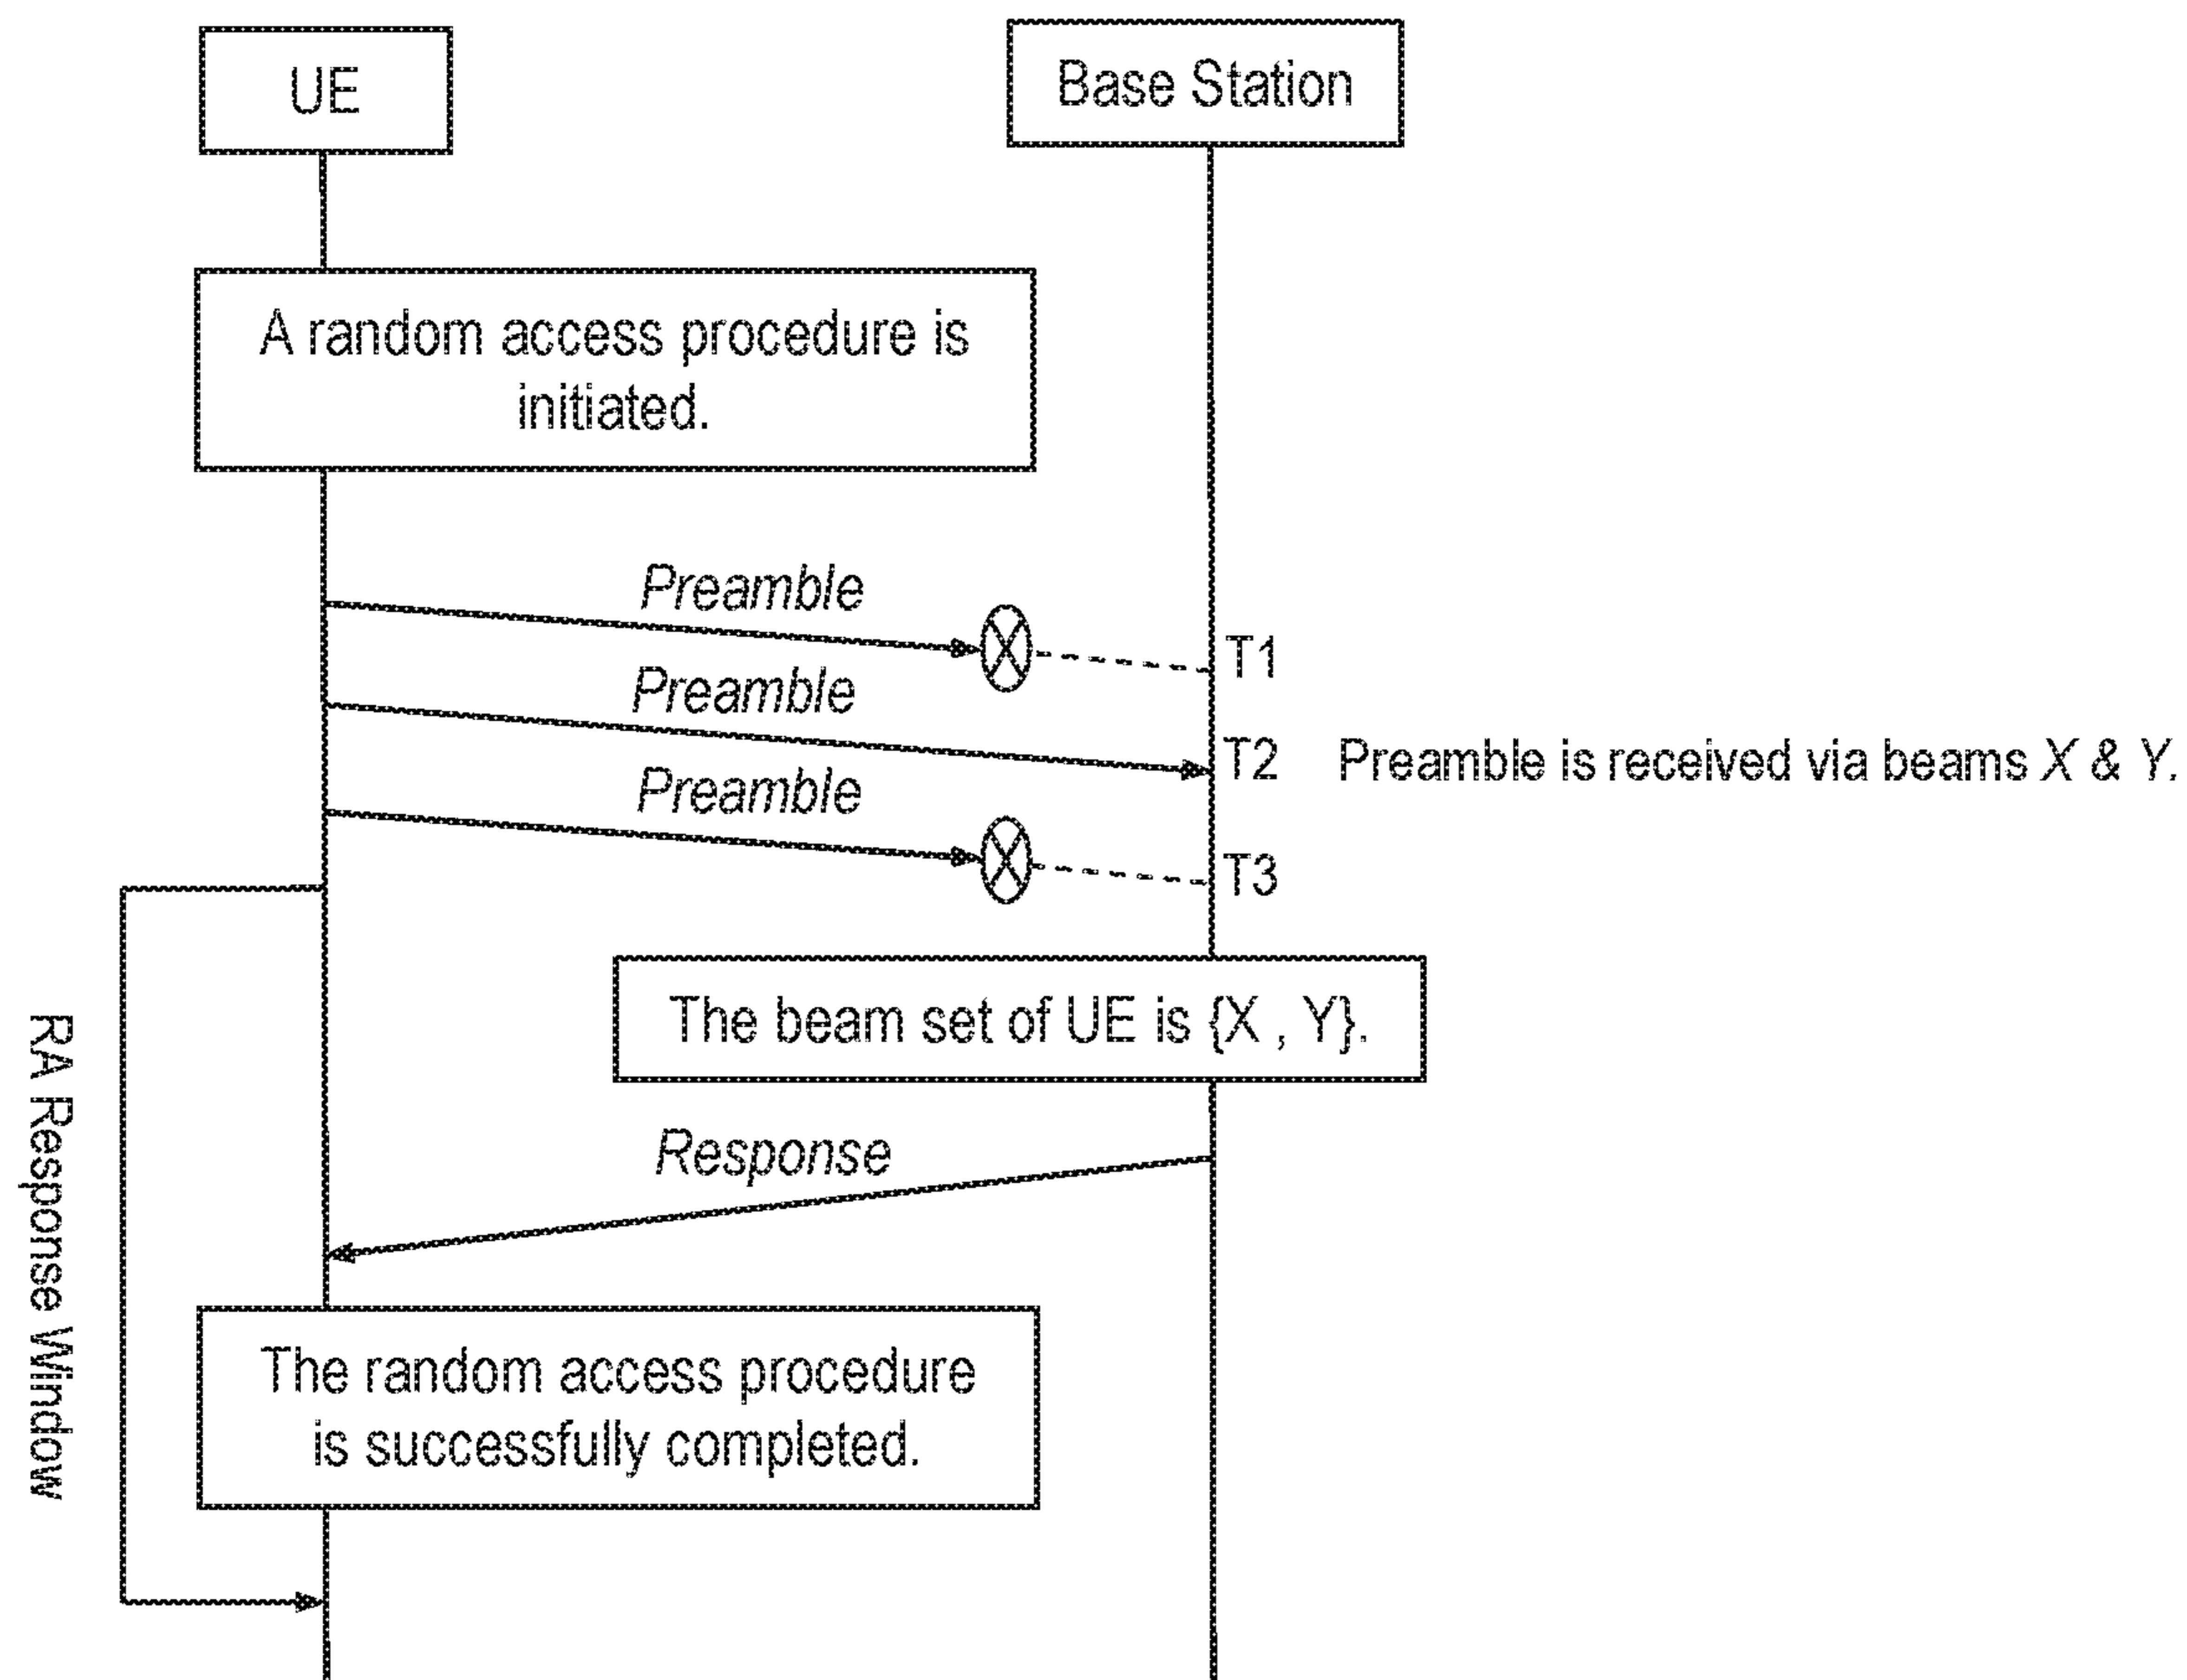 UE
Base Station
A random access procedure is
initiated.
Preamble
T1
Preamble
T2
Preamble is received via beams X & Y.
Preamble
T3
The beam set of UE is {X , Y}.
Response
RA Response Window
The random access procedure
is successfully completed.